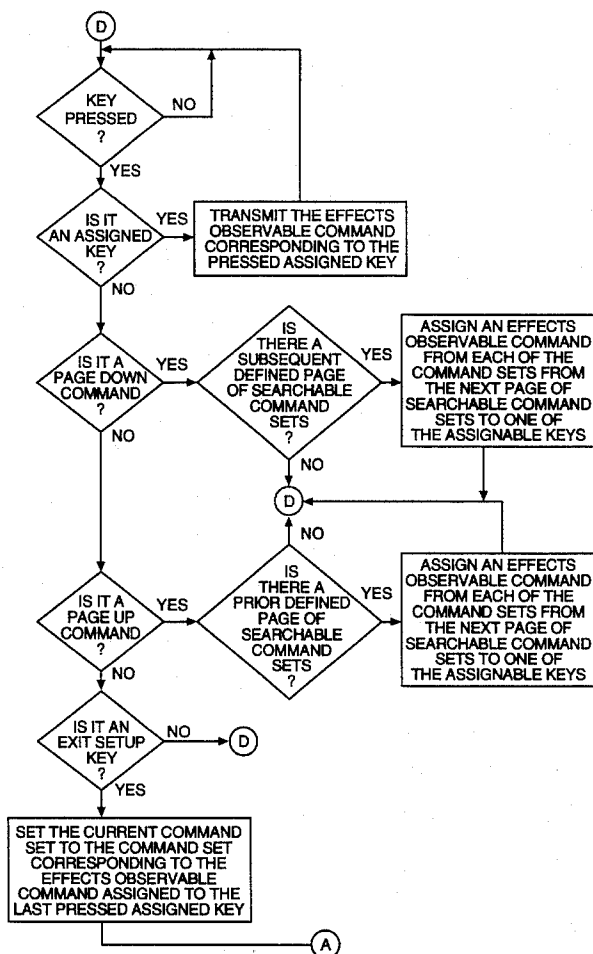 D
KEY
PRESSED
?
NO
YES
IS IT
AN ASSIGNED
KEY
?
YES
NO
TRANSMIT THE EFFECTS
OBSERVABLE COMMAND
CORRESPONDING TO THE
PRESSED ASSIGNED KEY
IS IT A
PAGE DOWN
COMMAND
?
YES
NO
IS
THERE A
SUBSEQUENT
DEFINED PAGE
OF SEARCHABLE
COMMAND
SETS
?
YES
NO
ASSIGN AN EFFECTS
OBSERVABLE COMMAND
FROM EACH OF THE
COMMAND SETS FROM
THE NEXT PAGE OF
SEARCHABLE COMMAND
SETS TO ONE OF
THE ASSIGNABLE KEYS
D
IS IT A
PAGE UP
COMMAND
?
YES
NO
NO
IS
THERE A
PRIOR DEFINED
PAGE OF
SEARCHABLE
COMMAND
SETS
?
YES
ASSIGN AN EFFECTS
OBSERVABLE COMMAND
FROM EACH OF THE
COMMAND SETS FROM
THE NEXT PAGE OF
SEARCHABLE COMMAND
SETS TO ONE OF
THE ASSIGNABLE KEYS
IS IT AN
EXIT SETUP
KEY
?
NO
D
YES
SET THE CURRENT COMMAND
SET TO THE COMMAND SET
CORRESPONDING TO THE
EFFECTS OBSERVABLE
COMMAND ASSIGNED TO THE
LAST PRESSED ASSIGNED KEY
A